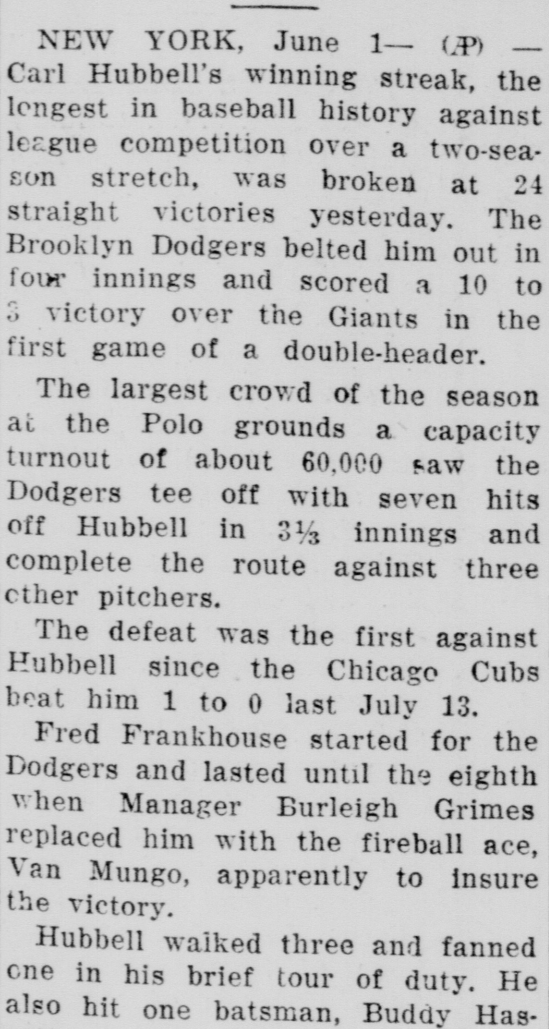 NEW YORK, June 1— (AP) —
Carl Hubbell's winning streak, the
longest in baseball history against
league competition over a two-sea-
son stretch, was broken at 24
straight victories yesterday. The
Brooklyn Dodgers belted him out in
four innings and scored a 10 to
3 victory over the Giants in the
first game of a double-header.
The largest crowd of the season
at the Polo grounds a capacity
turnout of about 60,000 saw the
Dodgers tee off with seven hits
off Hubbell in 3⅓ innings and
complete the route against three
other pitchers.
The defeat was the first against
Hubbell since the Chicago Cubs
beat him 1 to 0 last July 13.
Fred Frankhouse started for the
Dodgers and lasted until the eighth
when Manager Burleigh Grimes
replaced him with the fireball ace,
Van Mungo, apparently to insure
the victory.
Hubbell walked three and fanned
one in his brief tour of duty. He
also hit one batsman, Buddy Has-